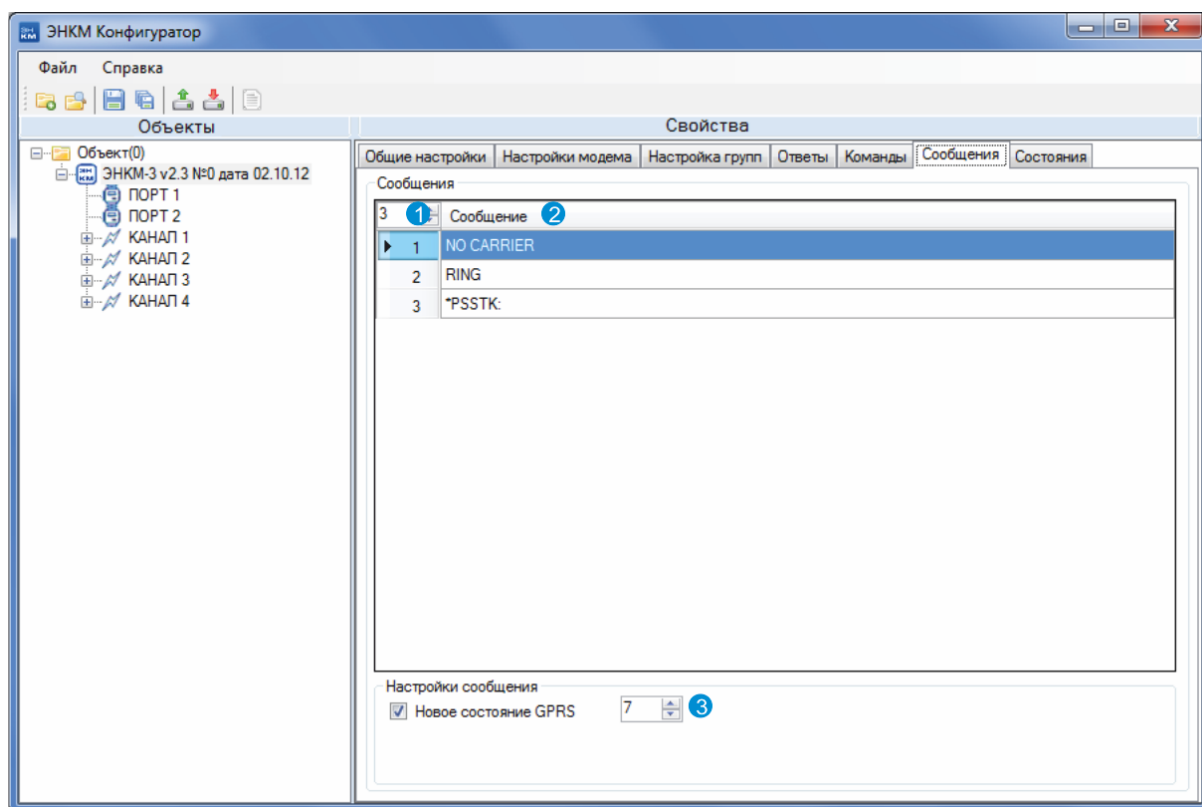 ЭНКМ Конфигуратор
Файл Справка
Объекты
Свойства
Объект(0)
ЭНКМ-3 v2.3 №0 дата 02.10.12
ПОРТ 1
ПОРТ 2
КАНАЛ 1
КАНАЛ 2
КАНАЛ 3
КАНАЛ 4
Общие настройки Настройки модема Настройка групп Ответы Команды Сообщения Состояния
Сообщения
3 1 Сообщение 2
1 NO CARRIER
2 RING
3 *PSSTK:
Настройки сообщения
Новое состояние GPRS 7 3